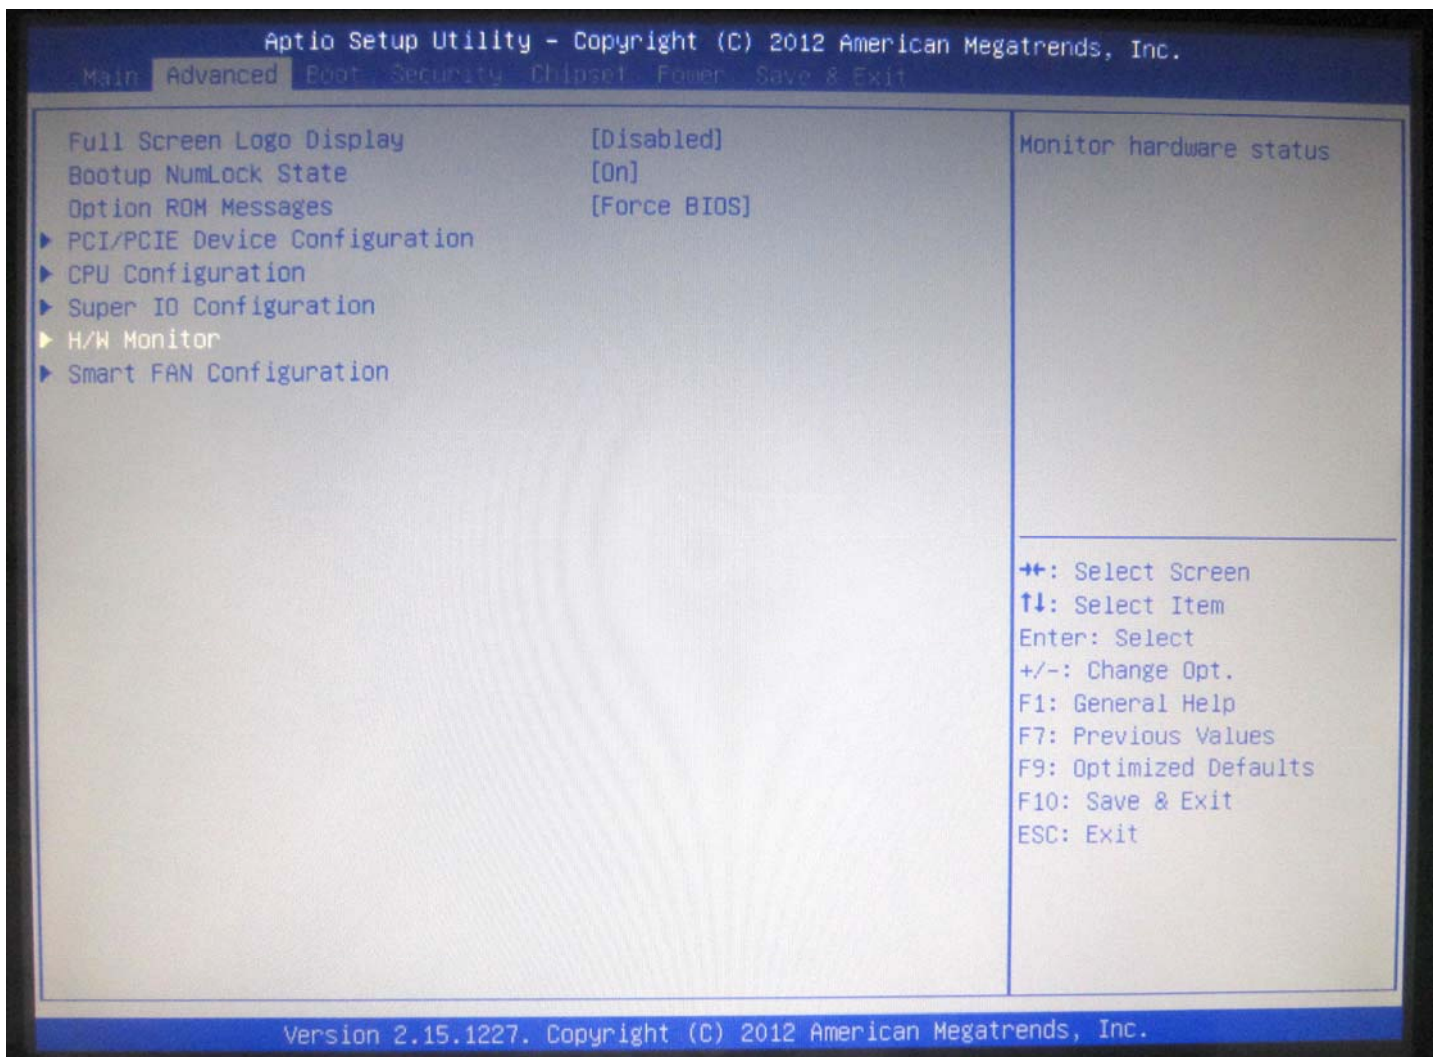 Aptio Setup Utility - Copyright (C) 2012 American Megatrends, Inc.
Main Advanced Boot Security Chipset Power Save & Exit
Full Screen Logo Display [Disabled]
Bootup NumLock State [On]
Option ROM Messages [Force BIOS]
▶ PCI/PCIE Device Configuration
▶ CPU Configuration
▶ Super IO Configuration
▶ H/W Monitor
▶ Smart FAN Configuration
Monitor hardware status
→←: Select Screen
↑↓: Select Item
Enter: Select
+/-: Change Opt.
F1: General Help
F7: Previous Values
F9: Optimized Defaults
F10: Save & Exit
ESC: Exit
Version 2.15.1227. Copyright (C) 2012 American Megatrends, Inc.